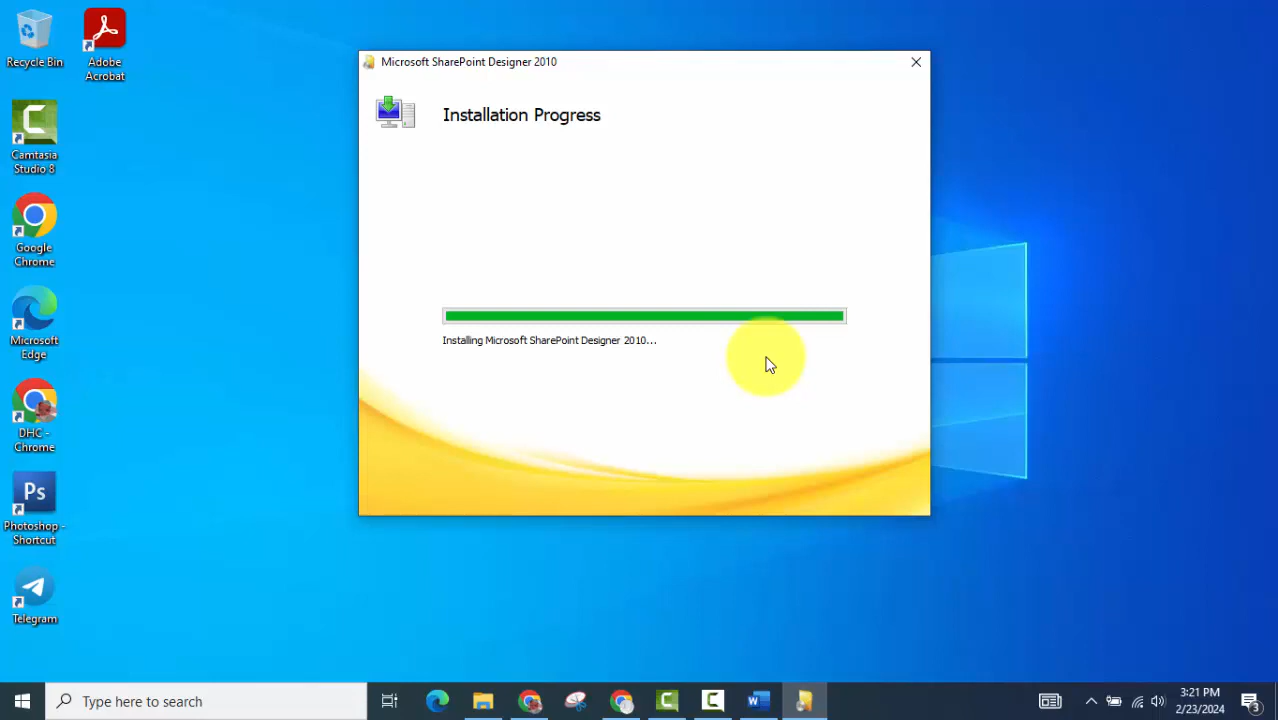 Recycle Bin
Adobe
Acrobat
Camtasia
Studio 8
Google
Chrome
Microsoft
Edge
DHC -
Chrome
Ps
Photoshop -
Shortcut
Telegram
Microsoft SharePoint Designer 2010
Installation Progress
Installing Microsoft SharePoint Designer 2010...
Type here to search
3:21 PM
2/23/2024
3